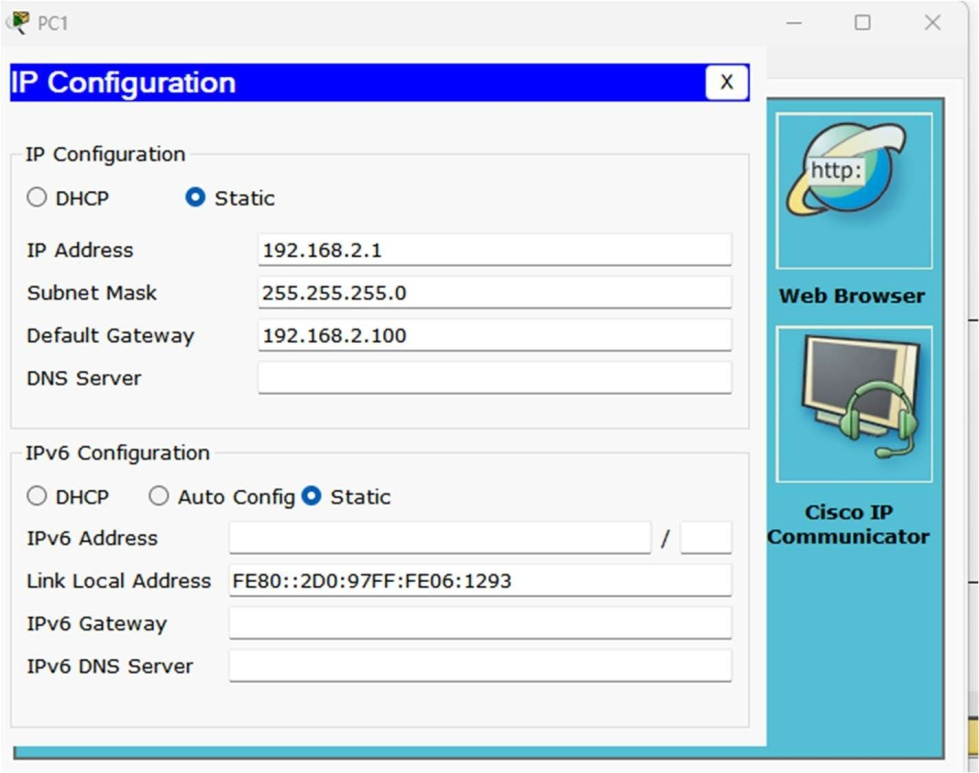 PC1
IP Configuration
X
IP Configuration
DHCP Static
IP Address 192.168.2.1
Subnet Mask 255.255.255.0
Default Gateway 192.168.2.100
DNS Server
IPv6 Configuration
DHCP Auto Config Static
IPv6 Address /
Link Local Address FE80::2D0:97FF:FE06:1293
IPv6 Gateway
IPv6 DNS Server
http:
Web Browser
Cisco IP
Communicator